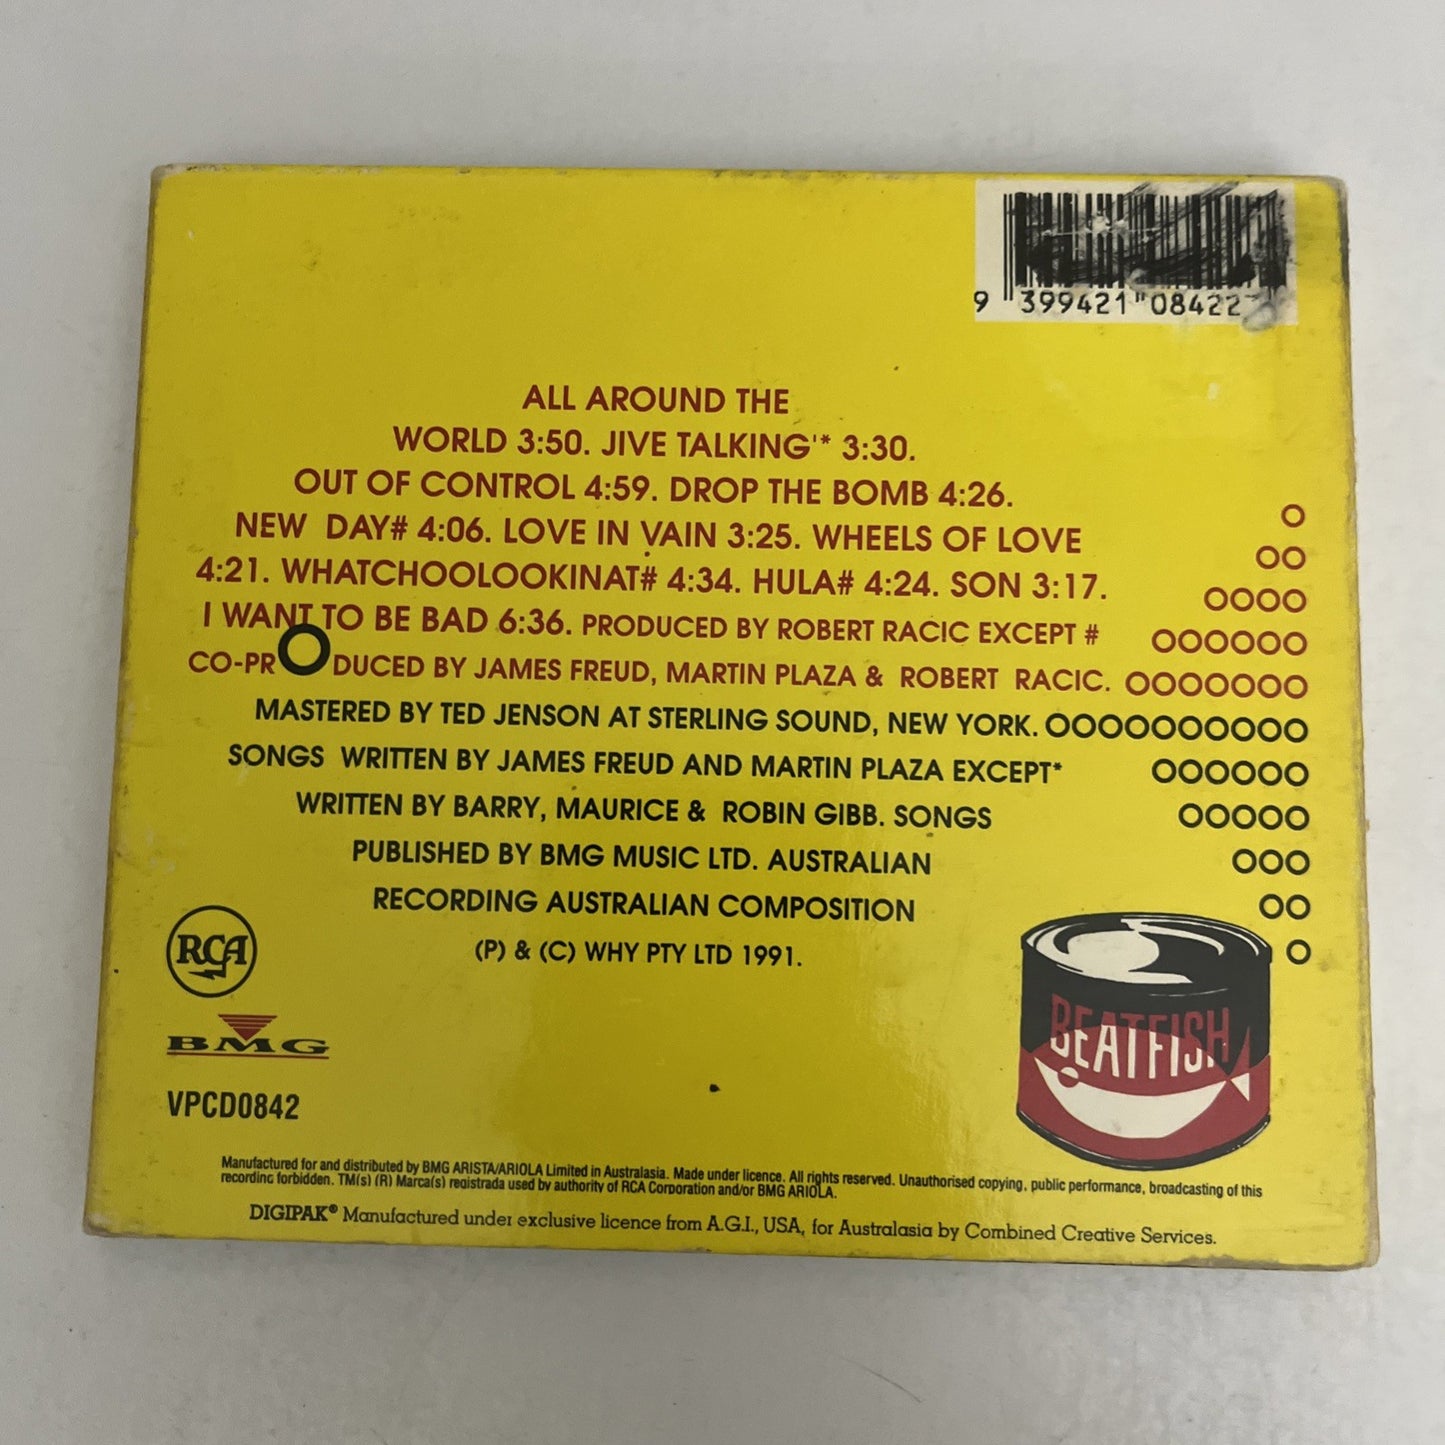 9 399421 08422
ALL AROUND THE
WORLD 3:50. JIVE TALKING'* 3:30.
OUT OF CONTROL 4:59. DROP THE BOMB 4:26.
NEW DAY# 4:06. LOVE IN VAIN 3:25. WHEELS OF LOVE
4:21. WHATCHOOLOOKINAT# 4:34. HULA# 4:24. SON 3:17.
I WANT TO BE BAD 6:36. PRODUCED BY ROBERT RACIC EXCEPT #
CO-PRODUCED BY JAMES FREUD, MARTIN PLAZA & ROBERT RACIC.
MASTERED BY TED JENSON AT STERLING SOUND, NEW YORK.
SONGS WRITTEN BY JAMES FREUD AND MARTIN PLAZA EXCEPT*
WRITTEN BY BARRY, MAURICE & ROBIN GIBB. SONGS
PUBLISHED BY BMG MUSIC LTD. AUSTRALIAN
RECORDING AUSTRALIAN COMPOSITION
(P) & (C) WHY PTY LTD 1991.
RCA
BMG
VPCD0842
BEATFISH
Manufactured for and distributed by BMG ARISTA/ARIOLA Limited in Australasia. Made under licence. All rights reserved. Unauthorised copying, public performance, broadcasting of this
recording forbidden. TM(s) (R) Marca(s) registrada used by authority of RCA Corporation and/or BMG ARIOLA.
DIGIPAK® Manufactured under exclusive licence from A.G.I., USA, for Australasia by Combined Creative Services.